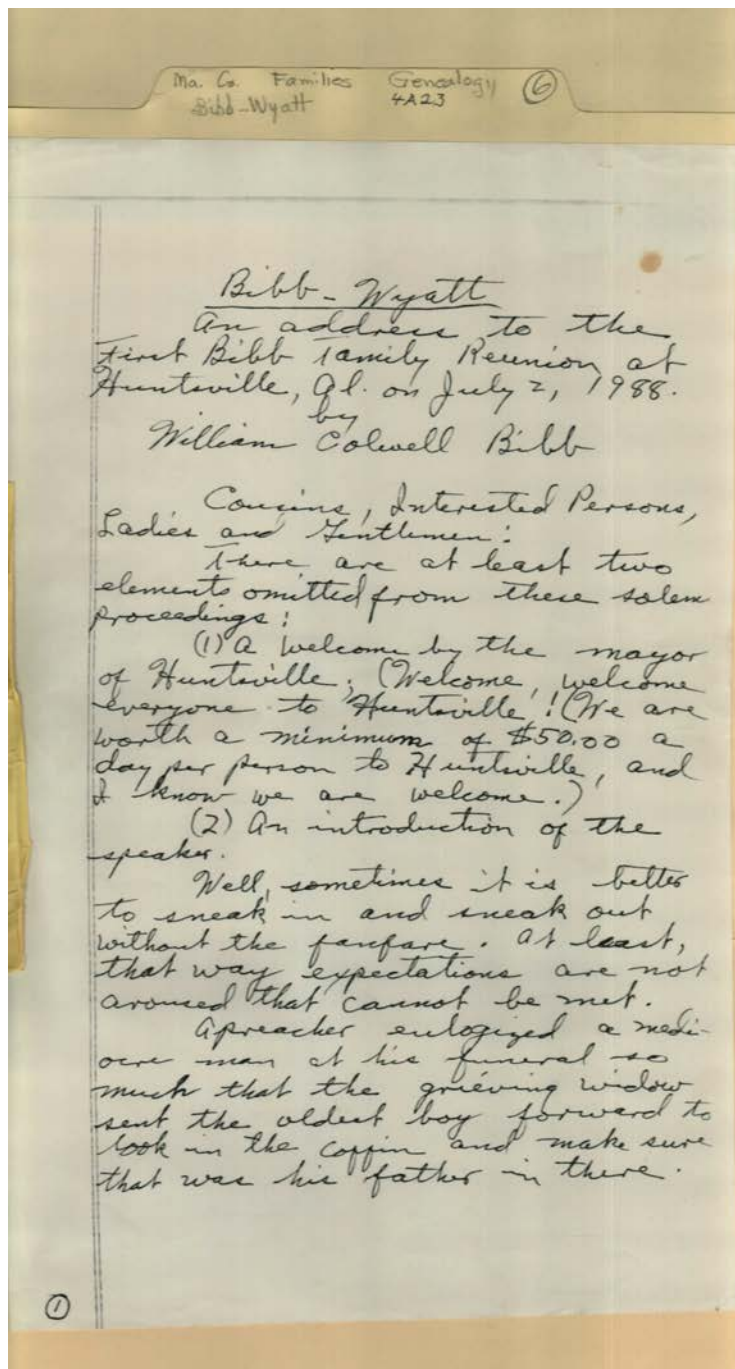 Ma. Co. Families Genealogy 6
Bibb-Wyatt 4A23
Bibb - Wyatt
An address to the
First Bibb Family Reunion at
Huntsville, Al. on July 2, 1988.
by
William Colwell Bibb
Cousins, Interested Persons,
Ladies and Gentlemen:
There are at least two
elements omitted from these solem
proceedings:
(1) A welcome by the mayor
of Huntsville; (Welcome, welcome
everyone to Huntsville! (We are
worth a minimum of $50.00 a
day per person to Huntsville, and
I know we are welcome.)
(2) An introduction of the
speaker.
Well, sometimes it is better
to sneak in and sneak out
without the fanfare. At least,
that way expectations are not
aroused that cannot be met.
A preacher eulogized a medi-
ocre man at his funeral so
much that the grieving widow
sent the oldest boy forward to
look in the coffin and make sure
that was his father in there.
1